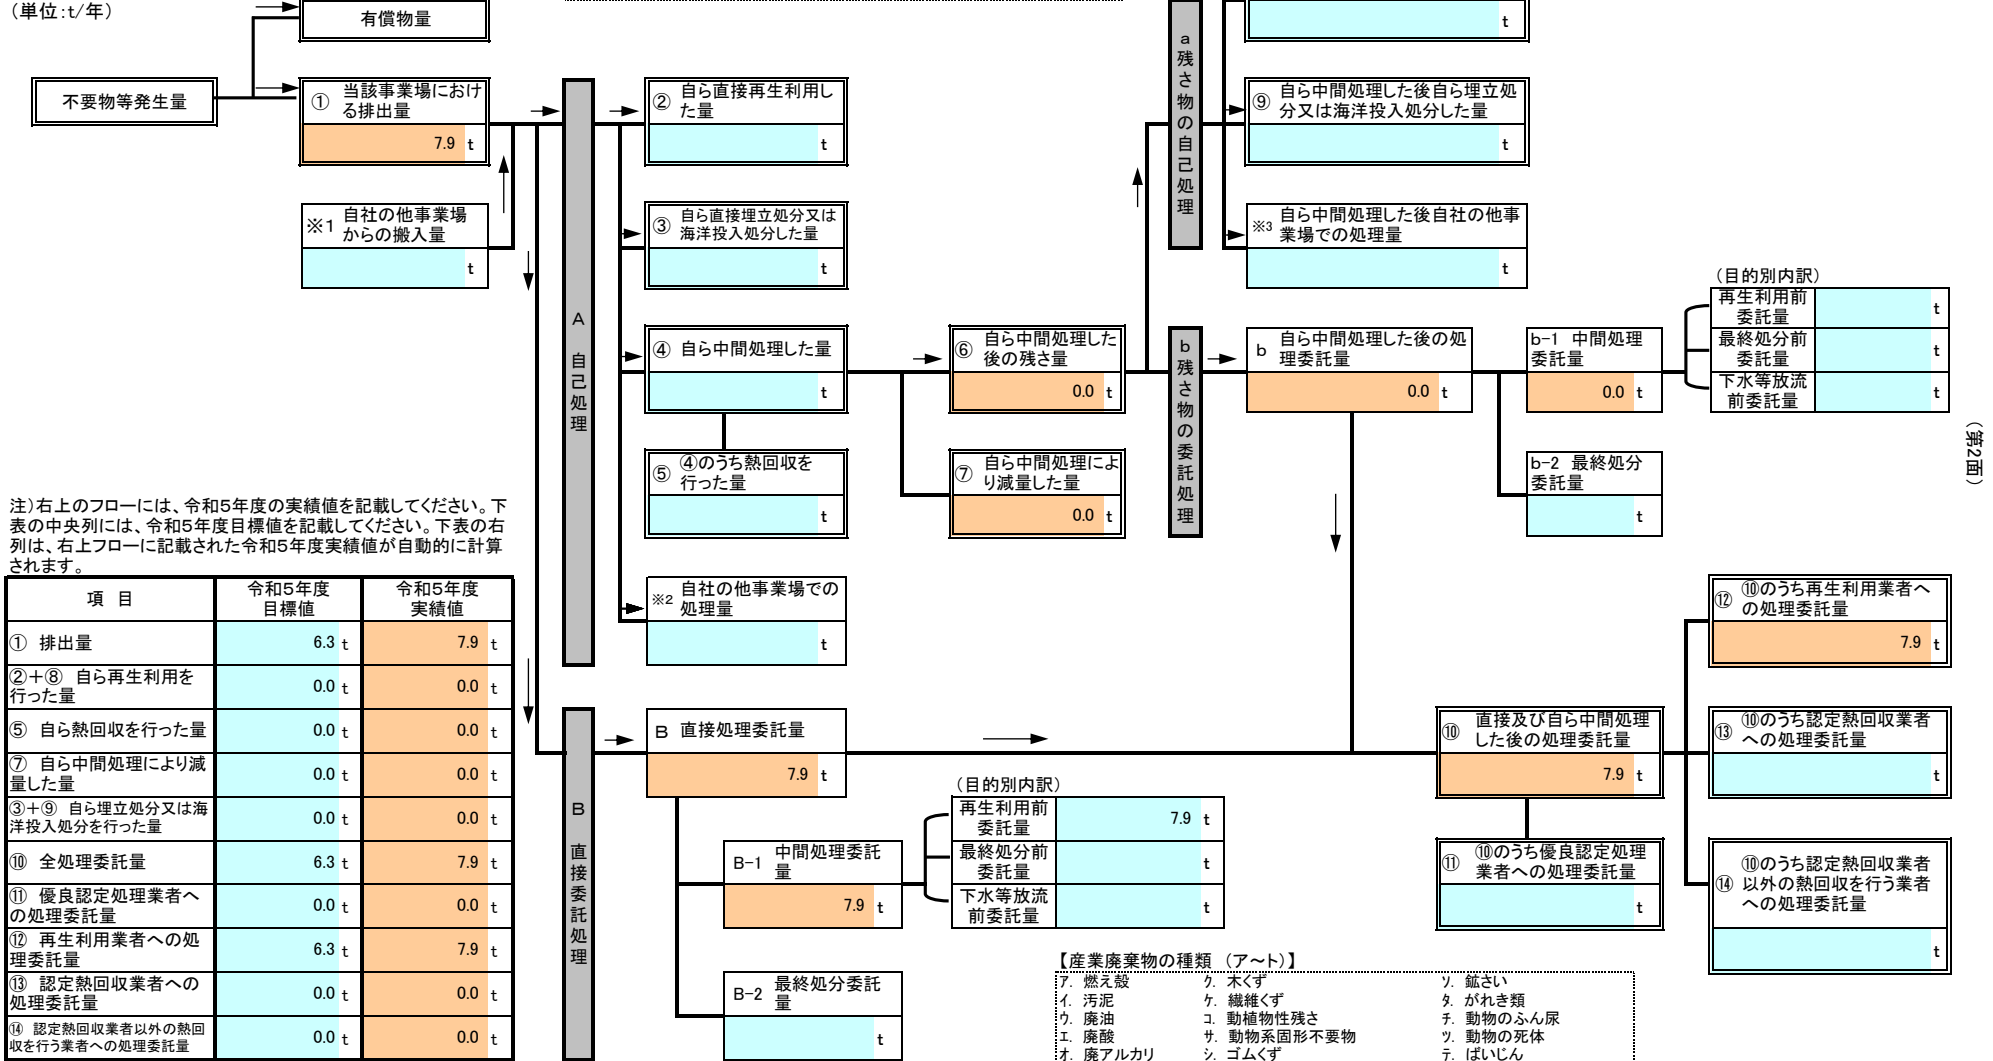 (単位:t/年)
有償物量
不要物等発生量
① 当該事業場におけ
る排出量
7.9 t
※1 自社の他事業場
からの搬入量
t
A 自己処理
② 自ら直接再生利用し
た量
t
③ 自ら直接埋立処分又は
海洋投入処分した量
t
④ 自ら中間処理した量
t
⑤ ④のうち熱回収を
行った量
t
※2 自社の他事業場での
処理量
t
⑥ 自ら中間処理した
後の残さ量
0.0 t
⑦ 自ら中間処理によ
り減量した量
0.0 t
a 残さ物の自己処理
t
⑨ 自ら中間処理した後自ら埋立処
分又は海洋投入処分した量
t
※3 自ら中間処理した後自社の他事
業場での処理量
t
b 残さ物の委託処理
b 自ら中間処理した後の処
理委託量
0.0 t
b-1 中間処理
委託量
0.0 t
b-2 最終処分
委託量
t
(目的別内訳)
再生利用前
委託量
t
最終処分前
委託量
t
下水等放流
前委託量
t
(第2面)
注)右上のフローには、令和5年度の実績値を記載してください。下
表の中央列には、令和5年度目標値を記載してください。下表の右
列は、右上フローに記載された令和5年度実績値が自動的に計算
されます。
項 目 令和5年度 目標値 令和5年度 実績値
① 排出量 6.3 t 7.9 t
②+⑧ 自ら再生利用を
行った量 0.0 t 0.0 t
⑤ 自ら熱回収を行った量 0.0 t 0.0 t
⑦ 自ら中間処理により減
量した量 0.0 t 0.0 t
③+⑨ 自ら埋立処分又は海
洋投入処分を行った量 0.0 t 0.0 t
⑩ 全処理委託量 6.3 t 7.9 t
⑪ 優良認定処理業者へ
の処理委託量 0.0 t 0.0 t
⑫ 再生利用業者への処
理委託量 6.3 t 7.9 t
⑬ 認定熱回収業者への
処理委託量 0.0 t 0.0 t
⑭ 認定熱回収業者以外の熱回
収を行う業者への処理委託量 0.0 t 0.0 t
B 直接委託処理
B 直接処理委託量
7.9 t
B-1 中間処理委託
量
7.9 t
B-2 最終処分委託
量
t
(目的別内訳)
再生利用前
委託量
7.9 t
最終処分前
委託量
t
下水等放流
前委託量
t
⑩ 直接及び自ら中間処理
した後の処理委託量
7.9 t
⑪ ⑩のうち優良認定処理
業者への処理委託量
t
⑫ ⑩のうち再生利用業者へ
の処理委託量
7.9 t
⑬ ⑩のうち認定熱回収業者
への処理委託量
t
⑭ ⑩のうち認定熱回収業者
以外の熱回収を行う業者
への処理委託量
t
【産業廃棄物の種類 (ア~ト)】
ア. 燃え殻 ク. 木くず ソ. 鉱さい
イ. 汚泥 ケ. 繊維くず タ. がれき類
ウ. 廃油 コ. 動植物性残さ チ. 動物のふん尿
エ. 廃酸 サ. 動物系固形不要物 ツ. 動物の死体
オ. 廃アルカリ シ. ゴムくず テ. ばいじん